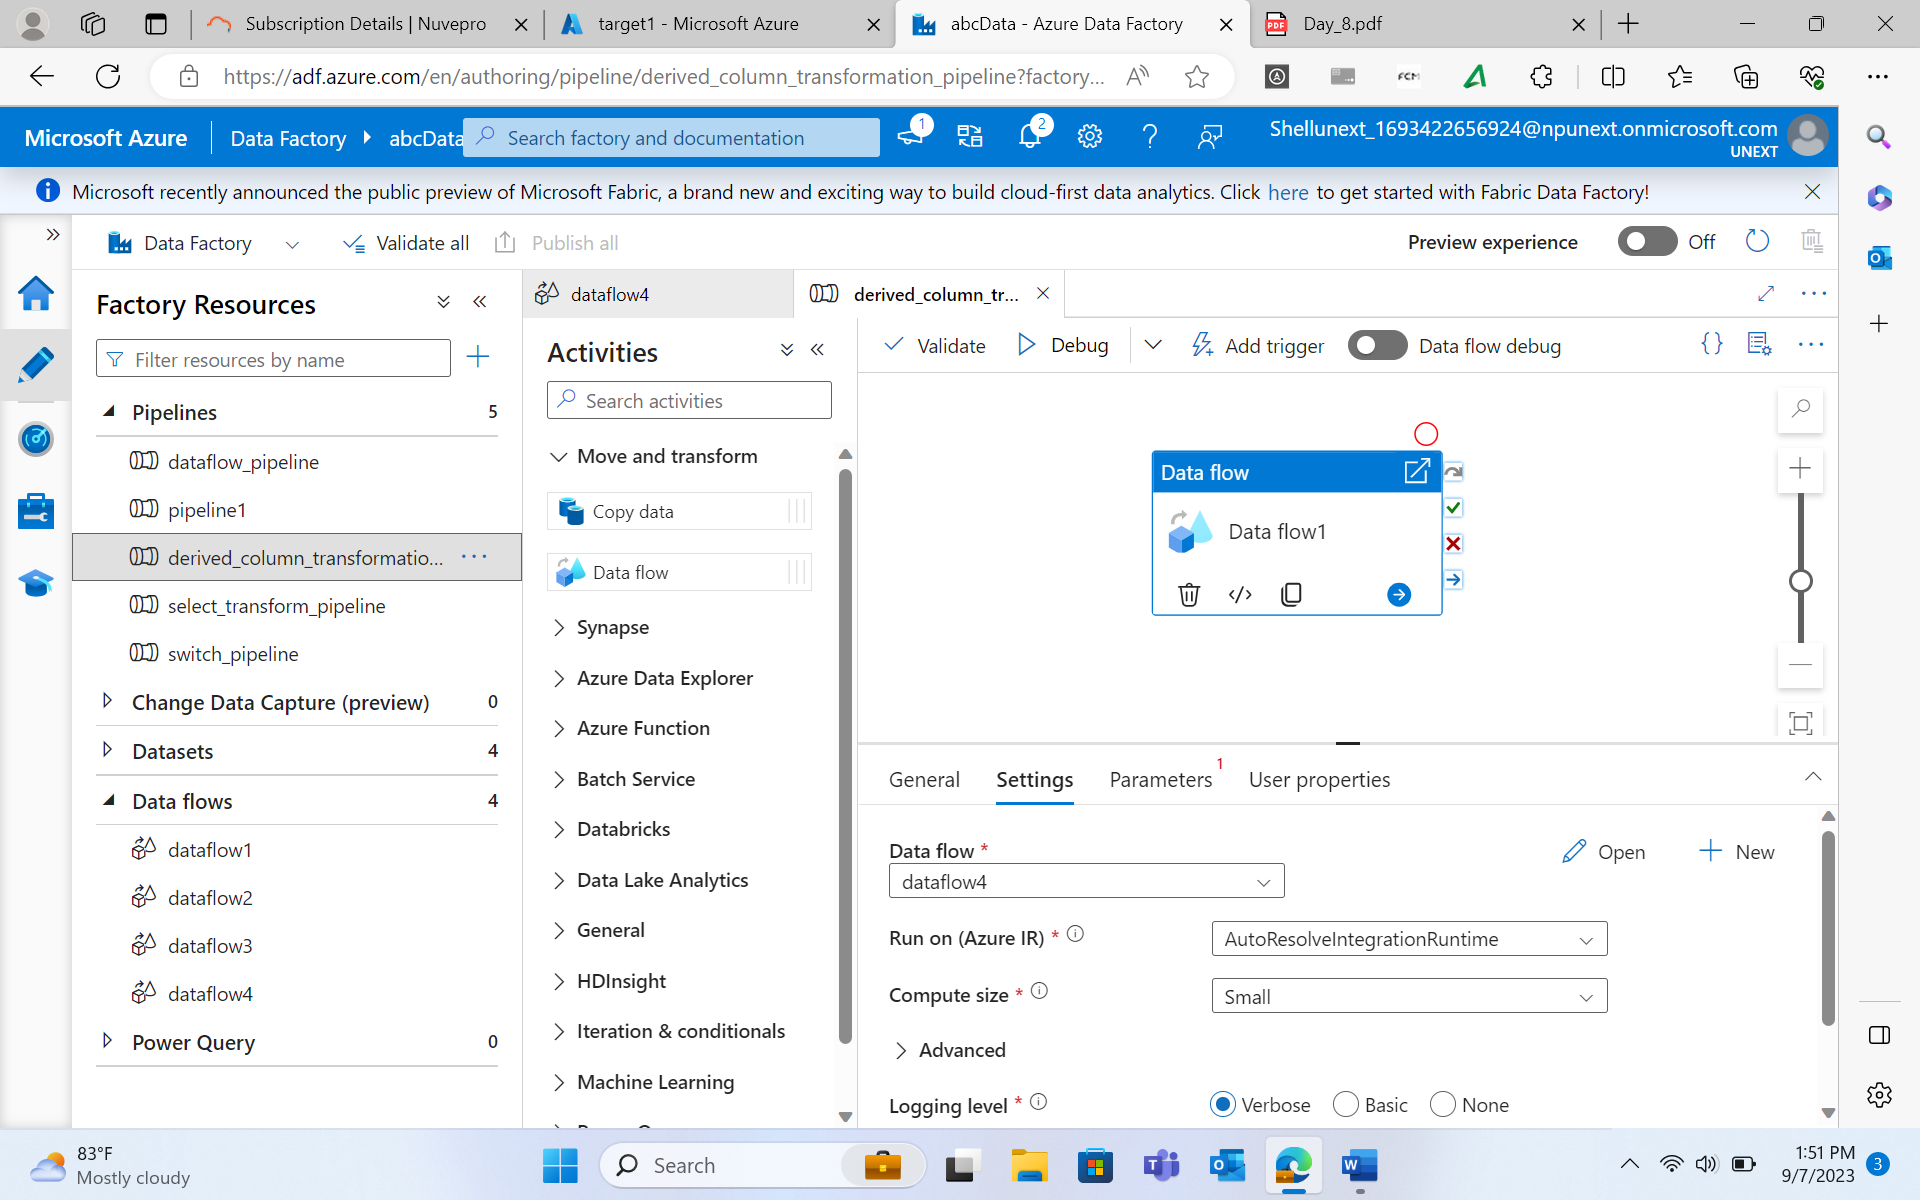 Subscription Details | Nuvepro
target1 - Microsoft Azure
abcData - Azure Data Factory
Day_8.pdf
https://adf.azure.com/en/authoring/pipeline/derived_column_transformation_pipeline?factory...
Microsoft Azure
Data Factory
abcData
Search factory and documentation
1
2
Shellunext_1693422656924@npunext.onmicrosoft.com
UNEXT
Microsoft recently announced the public preview of Microsoft Fabric, a brand new and exciting way to build cloud-first data analytics. Click here to get started with Fabric Data Factory!
Data Factory
Validate all
Publish all
Preview experience
Off
Factory Resources
Filter resources by name
Pipelines 5
dataflow_pipeline
pipeline1
derived_column_transformatio...
select_transform_pipeline
switch_pipeline
Change Data Capture (preview) 0
Datasets 4
Data flows 4
dataflow1
dataflow2
dataflow3
dataflow4
Power Query 0
dataflow4
derived_column_tr...
Activities
Search activities
Move and transform
Copy data
Data flow
Synapse
Azure Data Explorer
Azure Function
Batch Service
Databricks
Data Lake Analytics
General
HDInsight
Iteration & conditionals
Machine Learning
Validate
Debug
Add trigger
Data flow debug
Data flow
Data flow1
General
Settings
Parameters 1
User properties
Data flow *
dataflow4
Open
New
Run on (Azure IR) *
AutoResolveIntegrationRuntime
Compute size *
Small
Advanced
Logging level *
Verbose
Basic
None
83°F
Mostly cloudy
Search
1:51 PM
9/7/2023
3